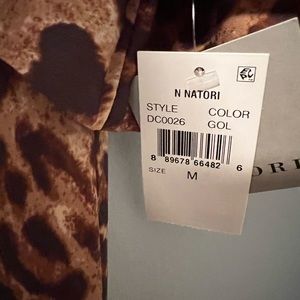 N NATORI
STYLE COLOR
DC0026 GOL
8 89678 66482 6
SIZE M
ORI